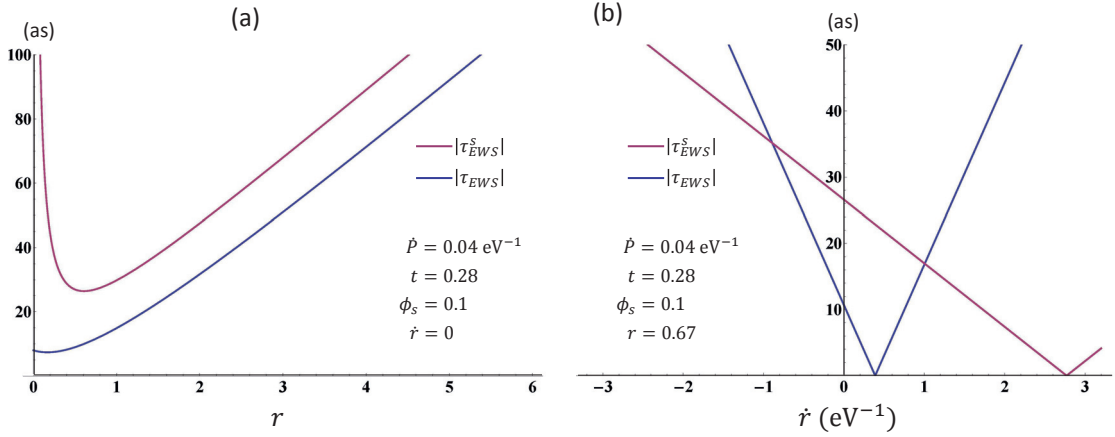 (as)
(a)
100
80
60
40
20
0
1
2
3
4
5
6
r
|τ^S_EWS|
|τ_EWS|
Ṗ = 0.04 eV⁻¹
t = 0.28
ϕ_s = 0.1
ṙ = 0
(b)
(as)
50
40
30
20
10
-3
-2
-1
0
1
2
3
ṙ (eV⁻¹)
|τ^S_EWS|
|τ_EWS|
Ṗ = 0.04 eV⁻¹
t = 0.28
ϕ_s = 0.1
r = 0.67